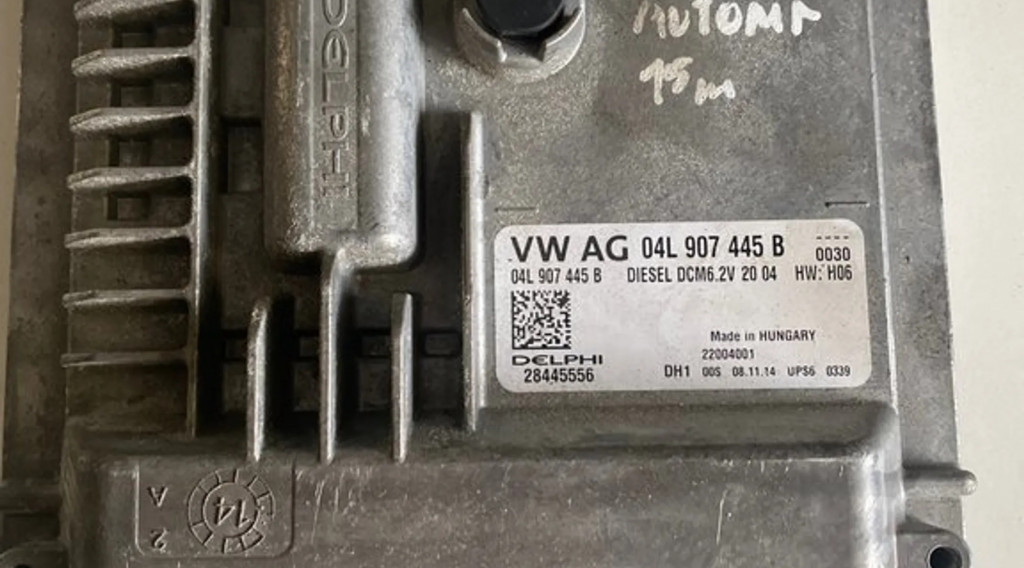 DELPHI
AUTOMA
15m
VW AG 04L 907 445 B
----
0030
04L 907 445 B DIESEL DCM6.2V 20 04 HW: H06
Made in HUNGARY
DELPHI
22004001
28445556
DH1 00S 08.11.14 UPS6 0339
14
A
2